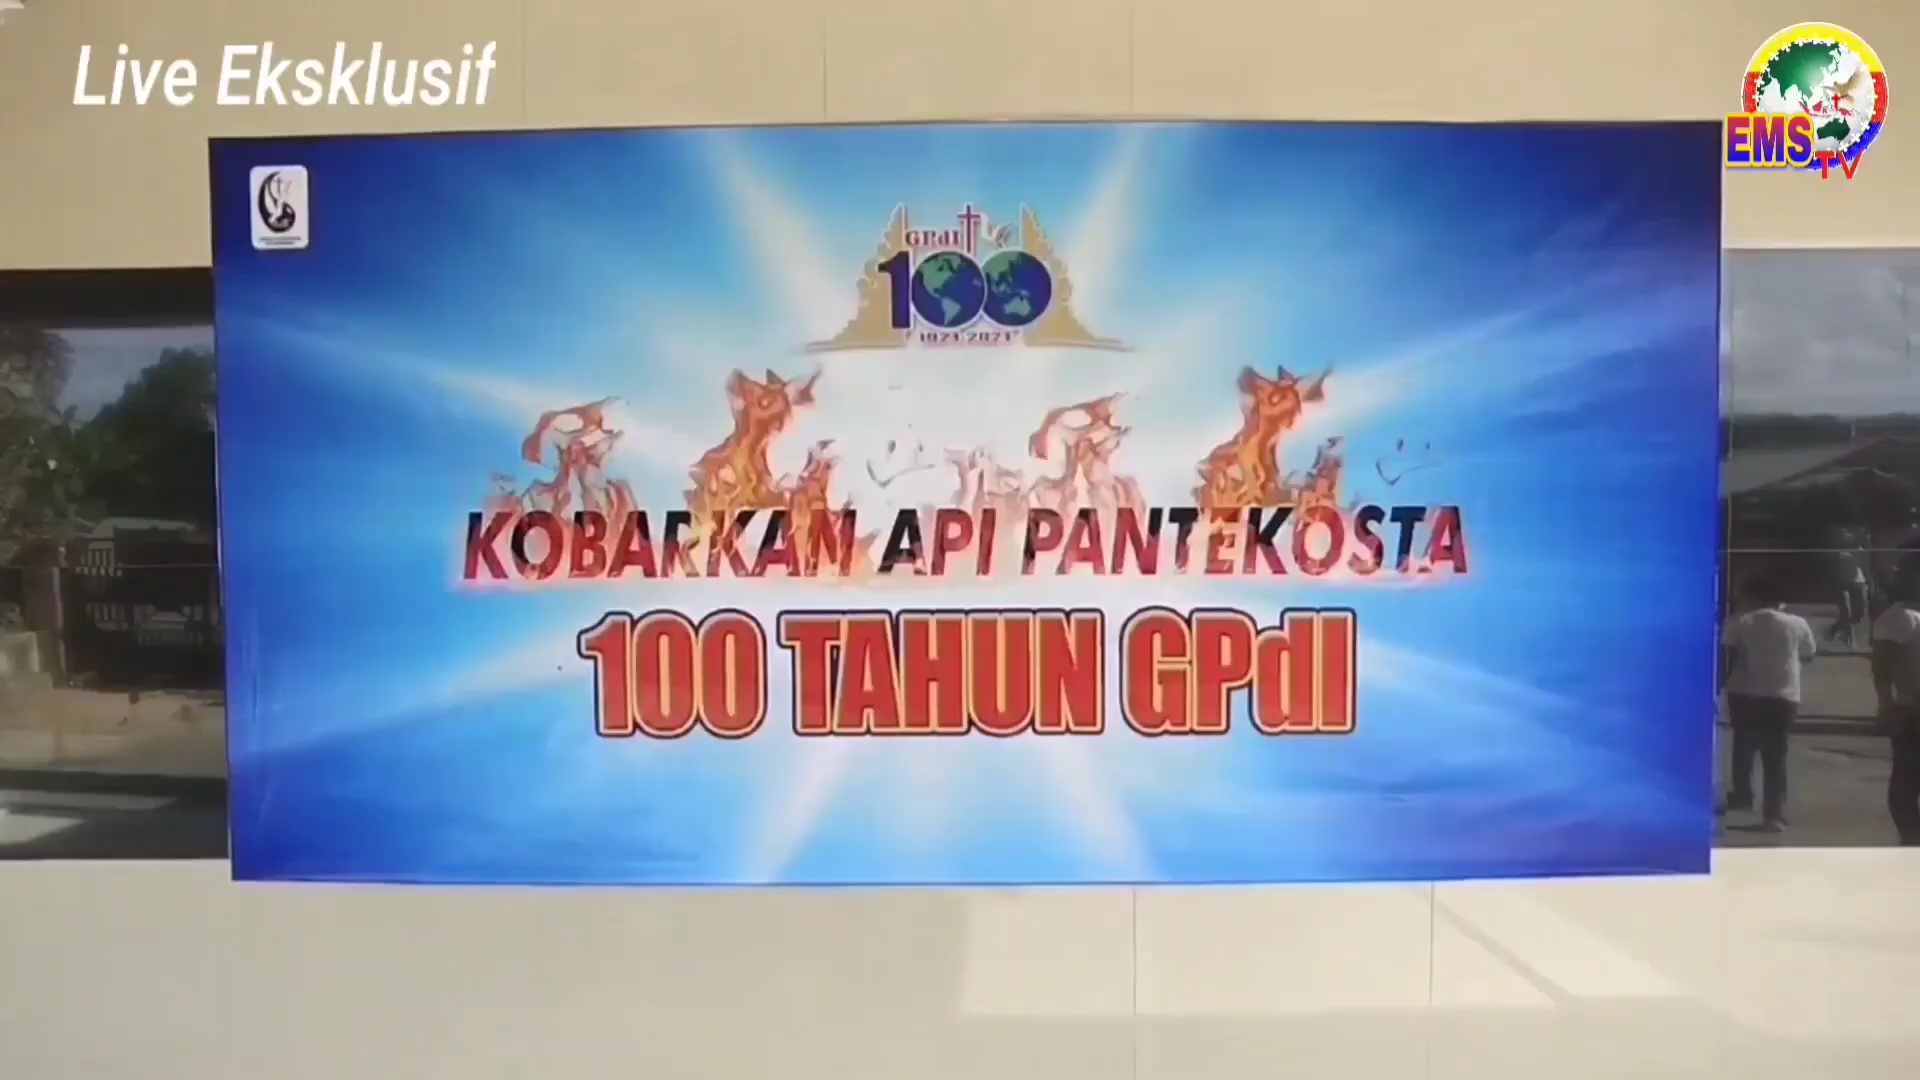 Live Eksklusif
EMS
TV
GPdI
100
1921-2021
KOBARKAN API PANTEKOSTA
100 TAHUN GPdI